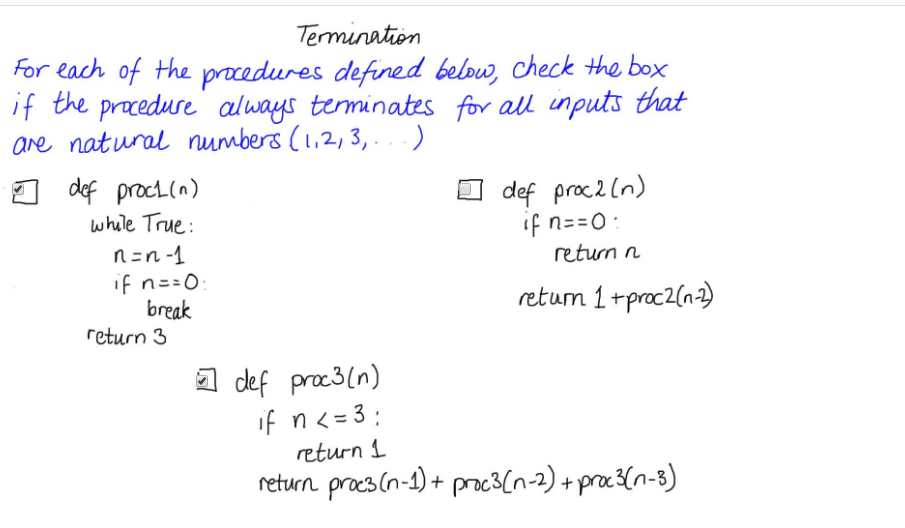 Termination
For each of the procedures defined below, check the box
if the procedure always terminates for all inputs that
are natural numbers (1,2,3,...)
def proc1(n)
while True:
n=n-1
if n==0:
break
return 3
def proc2(n)
if n==0:
return n
return 1+proc2(n-2)
def proc3(n)
if n <= 3:
return 1
return proc3(n-1) + proc3(n-2) + proc3(n-3)